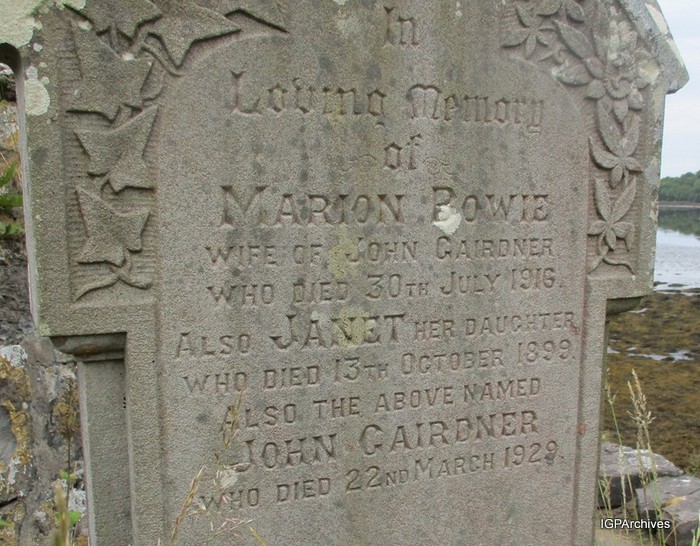 In
Loving Memory
of
MARION BOWIE
WIFE OF JOHN GAIRDNER
WHO DIED 30TH JULY 1916.
ALSO JANET HER DAUGHTER
WHO DIED 13TH OCTOBER 1899.
ALSO THE ABOVE NAMED
JOHN GAIRDNER
WHO DIED 22ND MARCH 1929.
IGPArchives